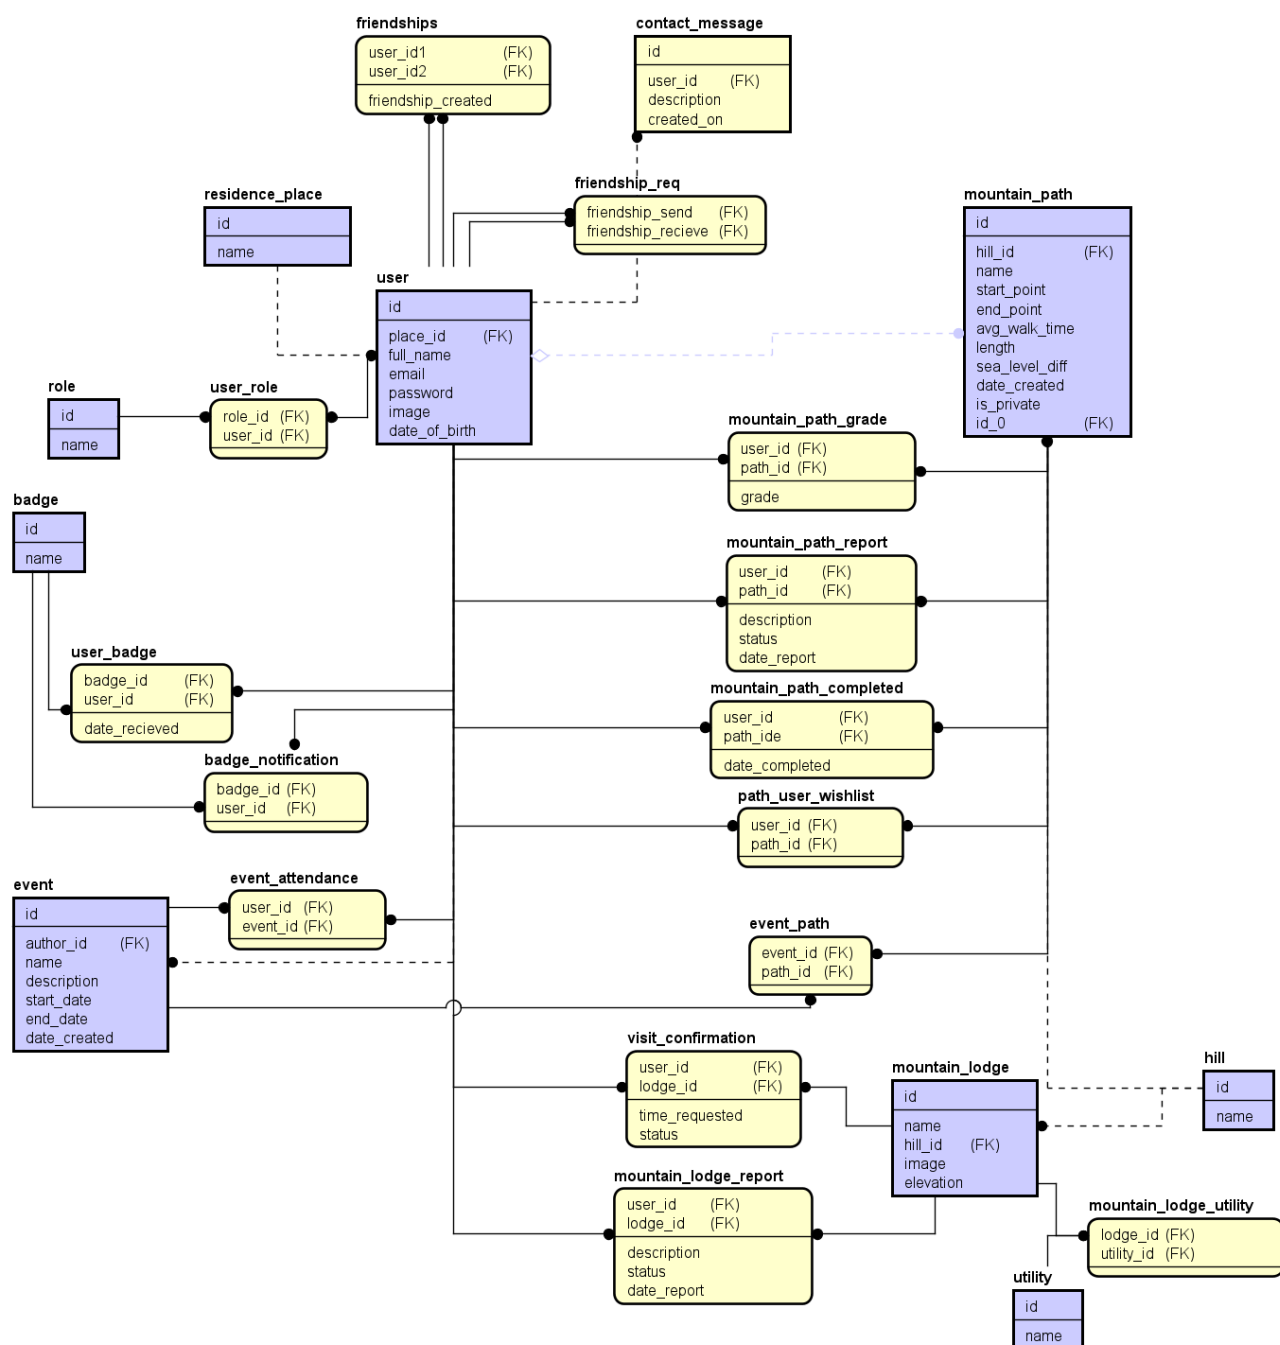 friendships
user_id1 (FK)
user_id2 (FK)
friendship_created
contact_message
id
user_id (FK)
description
created_on
residence_place
id
name
friendship_req
friendship_send (FK)
friendship_recieve (FK)
mountain_path
id
hill_id (FK)
name
start_point
end_point
avg_walk_time
length
sea_level_diff
date_created
is_private
id_0 (FK)
user
id
place_id (FK)
full_name
email
password
image
date_of_birth
role
id
name
user_role
role_id (FK)
user_id (FK)
mountain_path_grade
user_id (FK)
path_id (FK)
grade
badge
id
name
mountain_path_report
user_id (FK)
path_id (FK)
description
status
date_report
user_badge
badge_id (FK)
user_id (FK)
date_recieved
mountain_path_completed
user_id (FK)
path_ide (FK)
date_completed
badge_notification
badge_id (FK)
user_id (FK)
path_user_wishlist
user_id (FK)
path_id (FK)
event
id
author_id (FK)
name
description
start_date
end_date
date_created
event_attendance
user_id (FK)
event_id (FK)
event_path
event_id (FK)
path_id (FK)
visit_confirmation
user_id (FK)
lodge_id (FK)
time_requested
status
mountain_lodge
id
name
hill_id (FK)
image
elevation
hill
id
name
mountain_lodge_report
user_id (FK)
lodge_id (FK)
description
status
date_report
mountain_lodge_utility
lodge_id (FK)
utility_id (FK)
utility
id
name